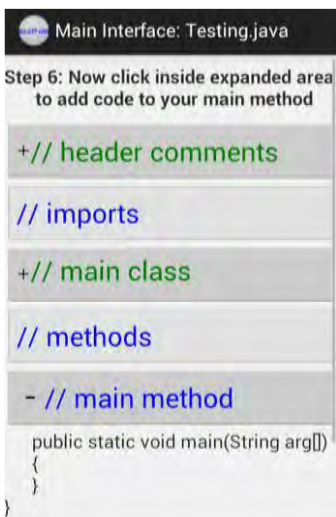 Main Interface: Testing.java
Step 6: Now click inside expanded area
to add code to your main method
+// header comments
// imports
+// main class
// methods
- // main method
public static void main(String arg[])
{
}
}